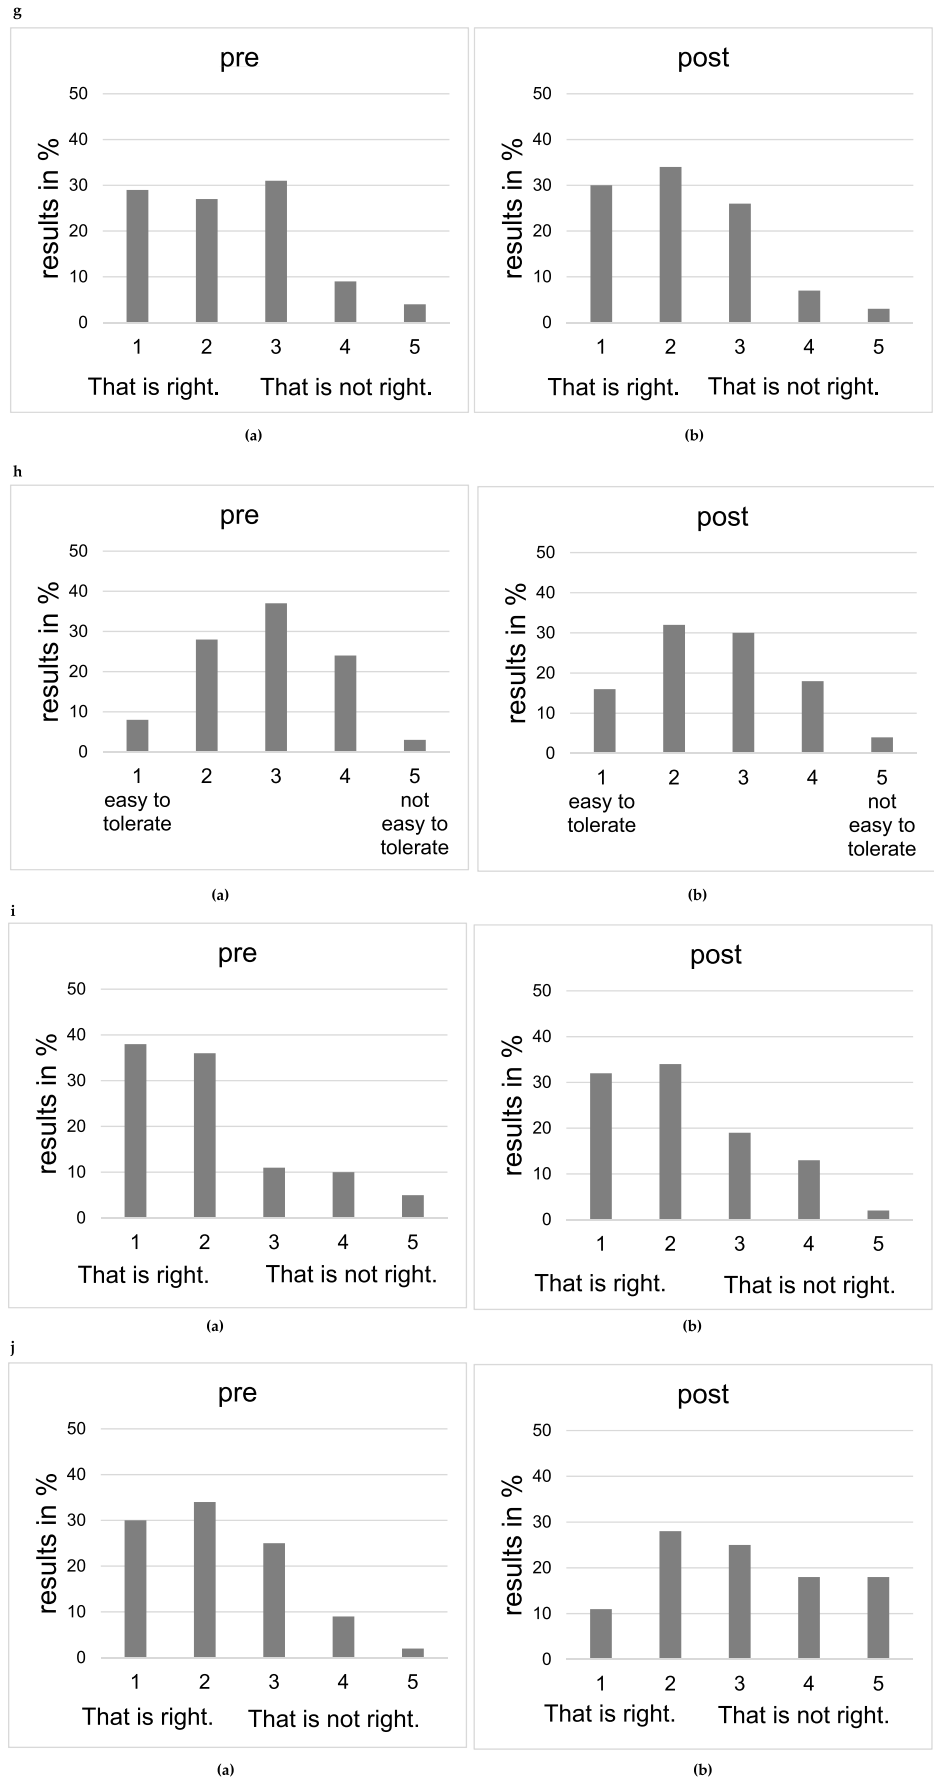 g
pre
50
40
30
20
10
0
results in %
1 2 3 4 5
That is right. That is not right.
(a)
post
50
40
30
20
10
0
results in %
1 2 3 4 5
That is right. That is not right.
(b)
h
pre
50
40
30
20
10
0
results in %
1 2 3 4 5
easy to
tolerate
not
easy to
tolerate
(a)
post
50
40
30
20
10
0
results in %
1 2 3 4 5
easy to
tolerate
not
easy to
tolerate
(b)
i
pre
50
40
30
20
10
0
results in %
1 2 3 4 5
That is right. That is not right.
(a)
post
50
40
30
20
10
0
results in %
1 2 3 4 5
That is right. That is not right.
(b)
j
pre
50
40
30
20
10
0
results in %
1 2 3 4 5
That is right. That is not right.
(a)
post
50
40
30
20
10
0
results in %
1 2 3 4 5
That is right. That is not right.
(b)